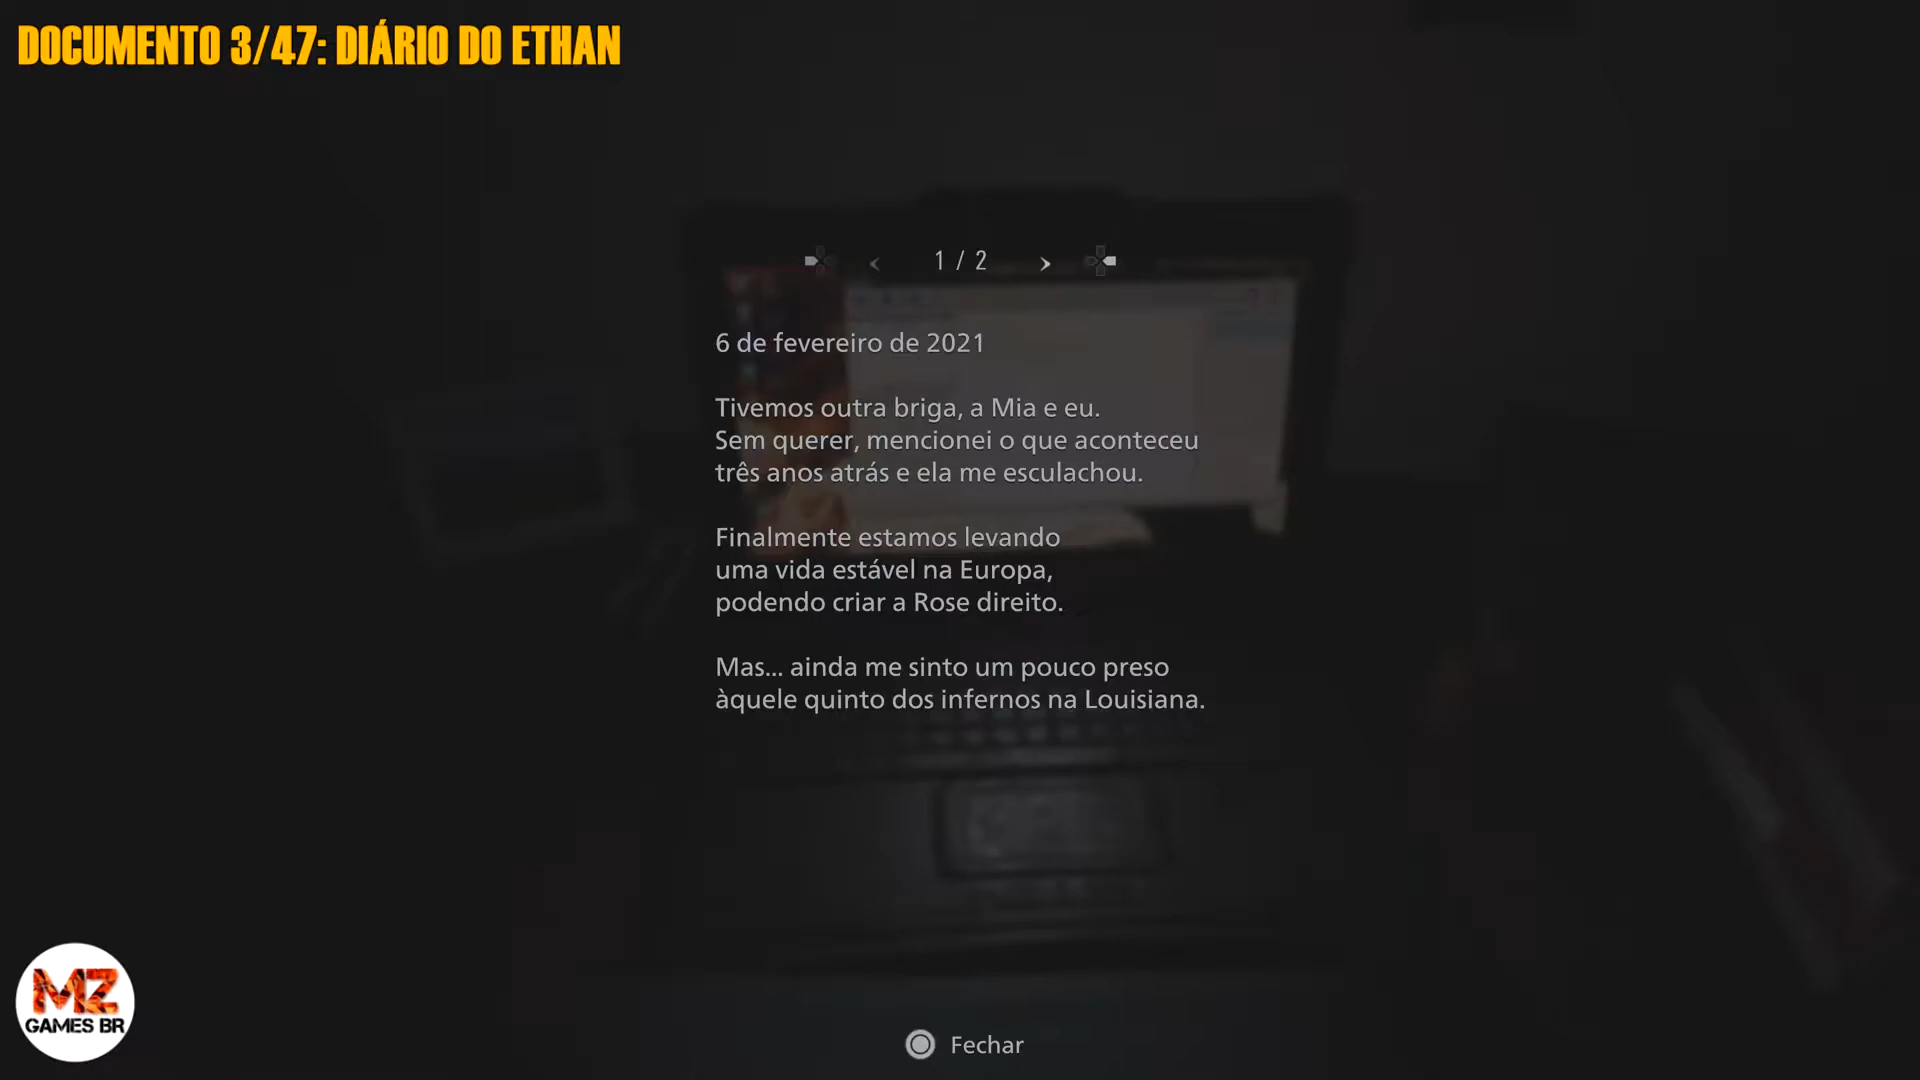 DOCUMENTO 3/47: DIÁRIO DO ETHAN
1 / 2
6 de fevereiro de 2021
Tivemos outra briga, a Mia e eu.
Sem querer, mencionei o que aconteceu
três anos atrás e ela me esculachou.
Finalmente estamos levando
uma vida estável na Europa,
podendo criar a Rose direito.
Mas... ainda me sinto um pouco preso
àquele quinto dos infernos na Louisiana.
MZ
GAMES BR
Fechar